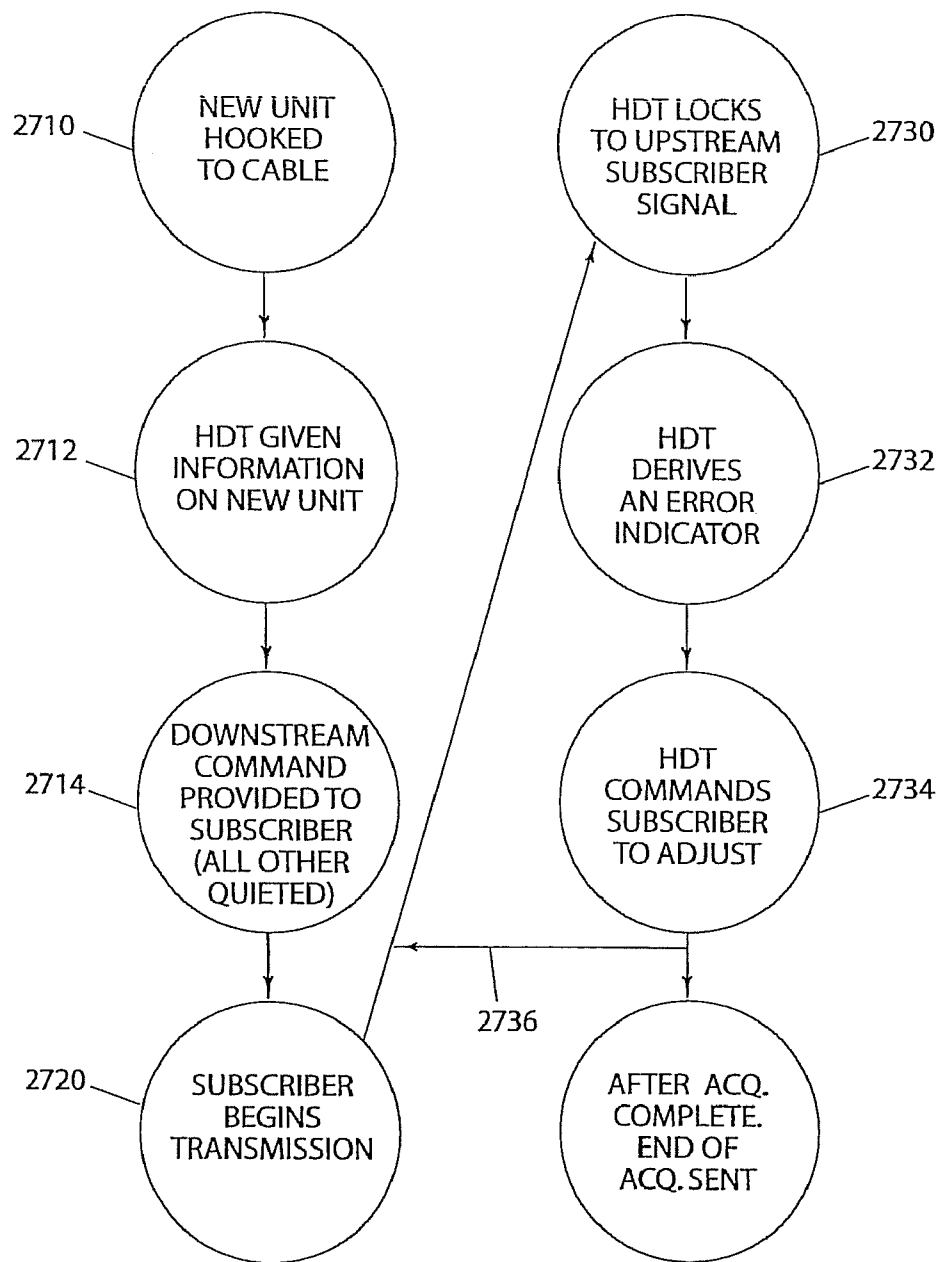 2710
NEW UNIT
HOOKED
TO CABLE
2712
HDT GIVEN
INFORMATION
ON NEW UNIT
2714
DOWNSTREAM
COMMAND
PROVIDED TO
SUBSCRIBER
(ALL OTHER
QUIETED)
2720
SUBSCRIBER
BEGINS
TRANSMISSION
HDT LOCKS
TO UPSTREAM
SUBSCRIBER
SIGNAL
2730
HDT
DERIVES
AN ERROR
INDICATOR
2732
HDT
COMMANDS
SUBSCRIBER
TO ADJUST
2734
2736
AFTER ACQ.
COMPLETE.
END OF
ACQ. SENT